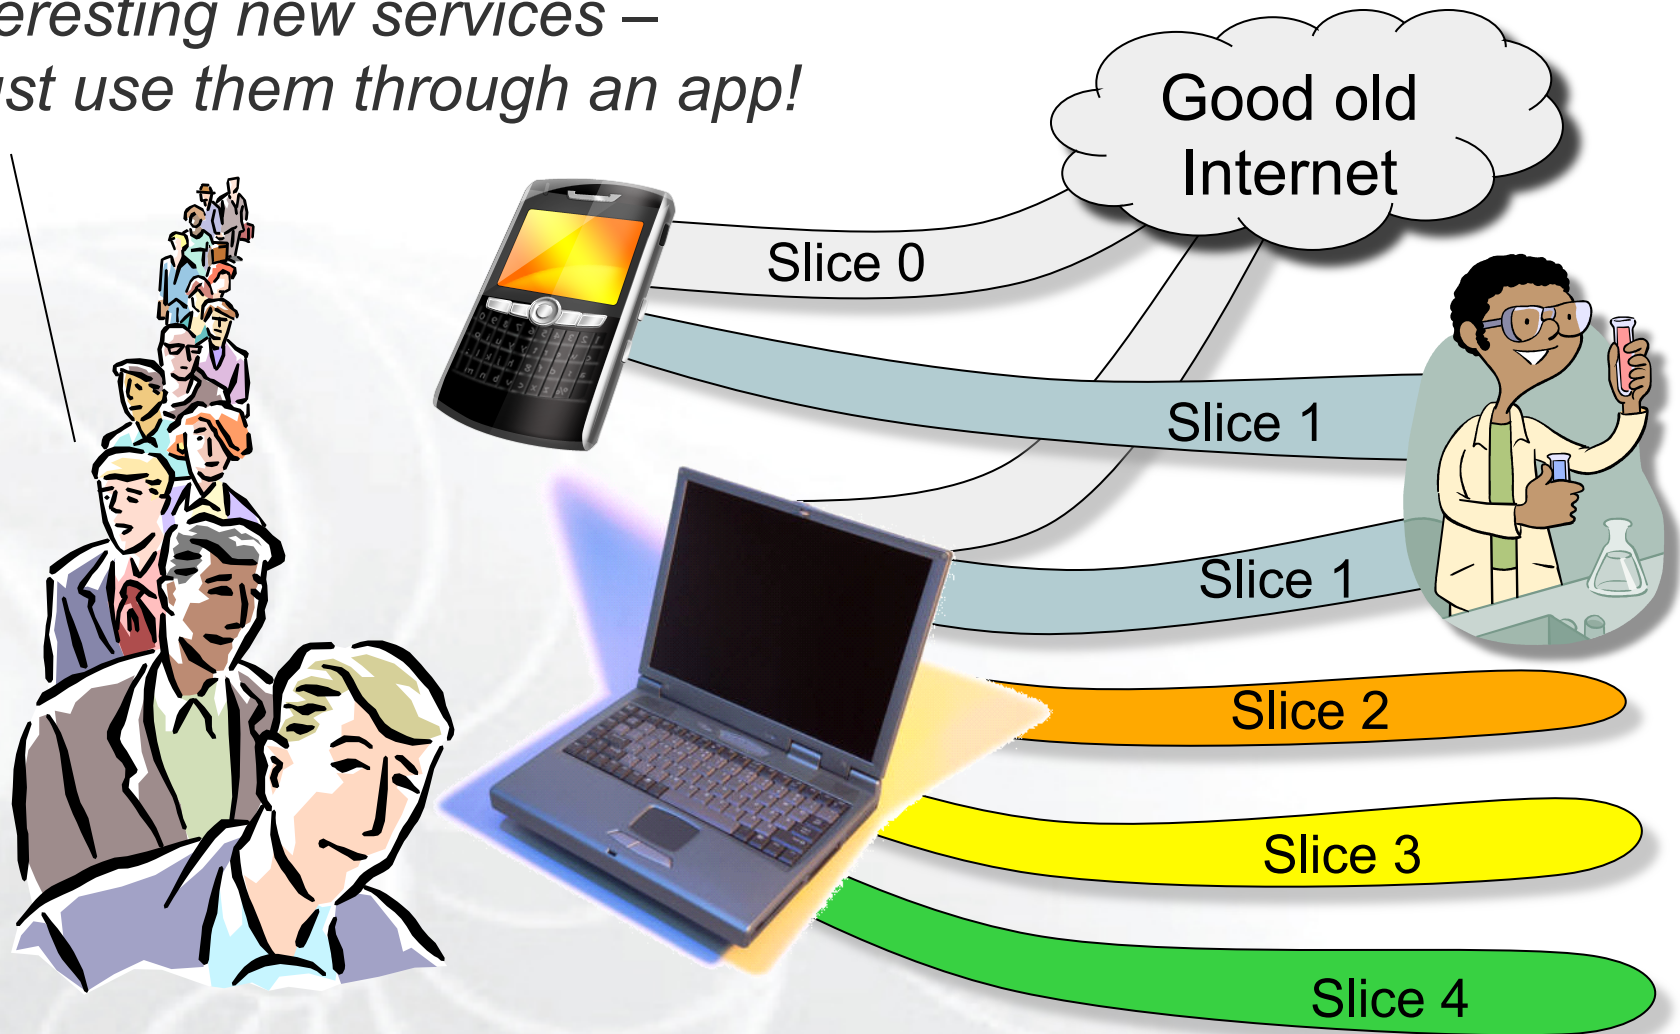 eresting new services –
ust use them through an app!
Good old
Internet
Slice 0
Slice 1
Slice 1
Slice 2
Slice 3
Slice 4